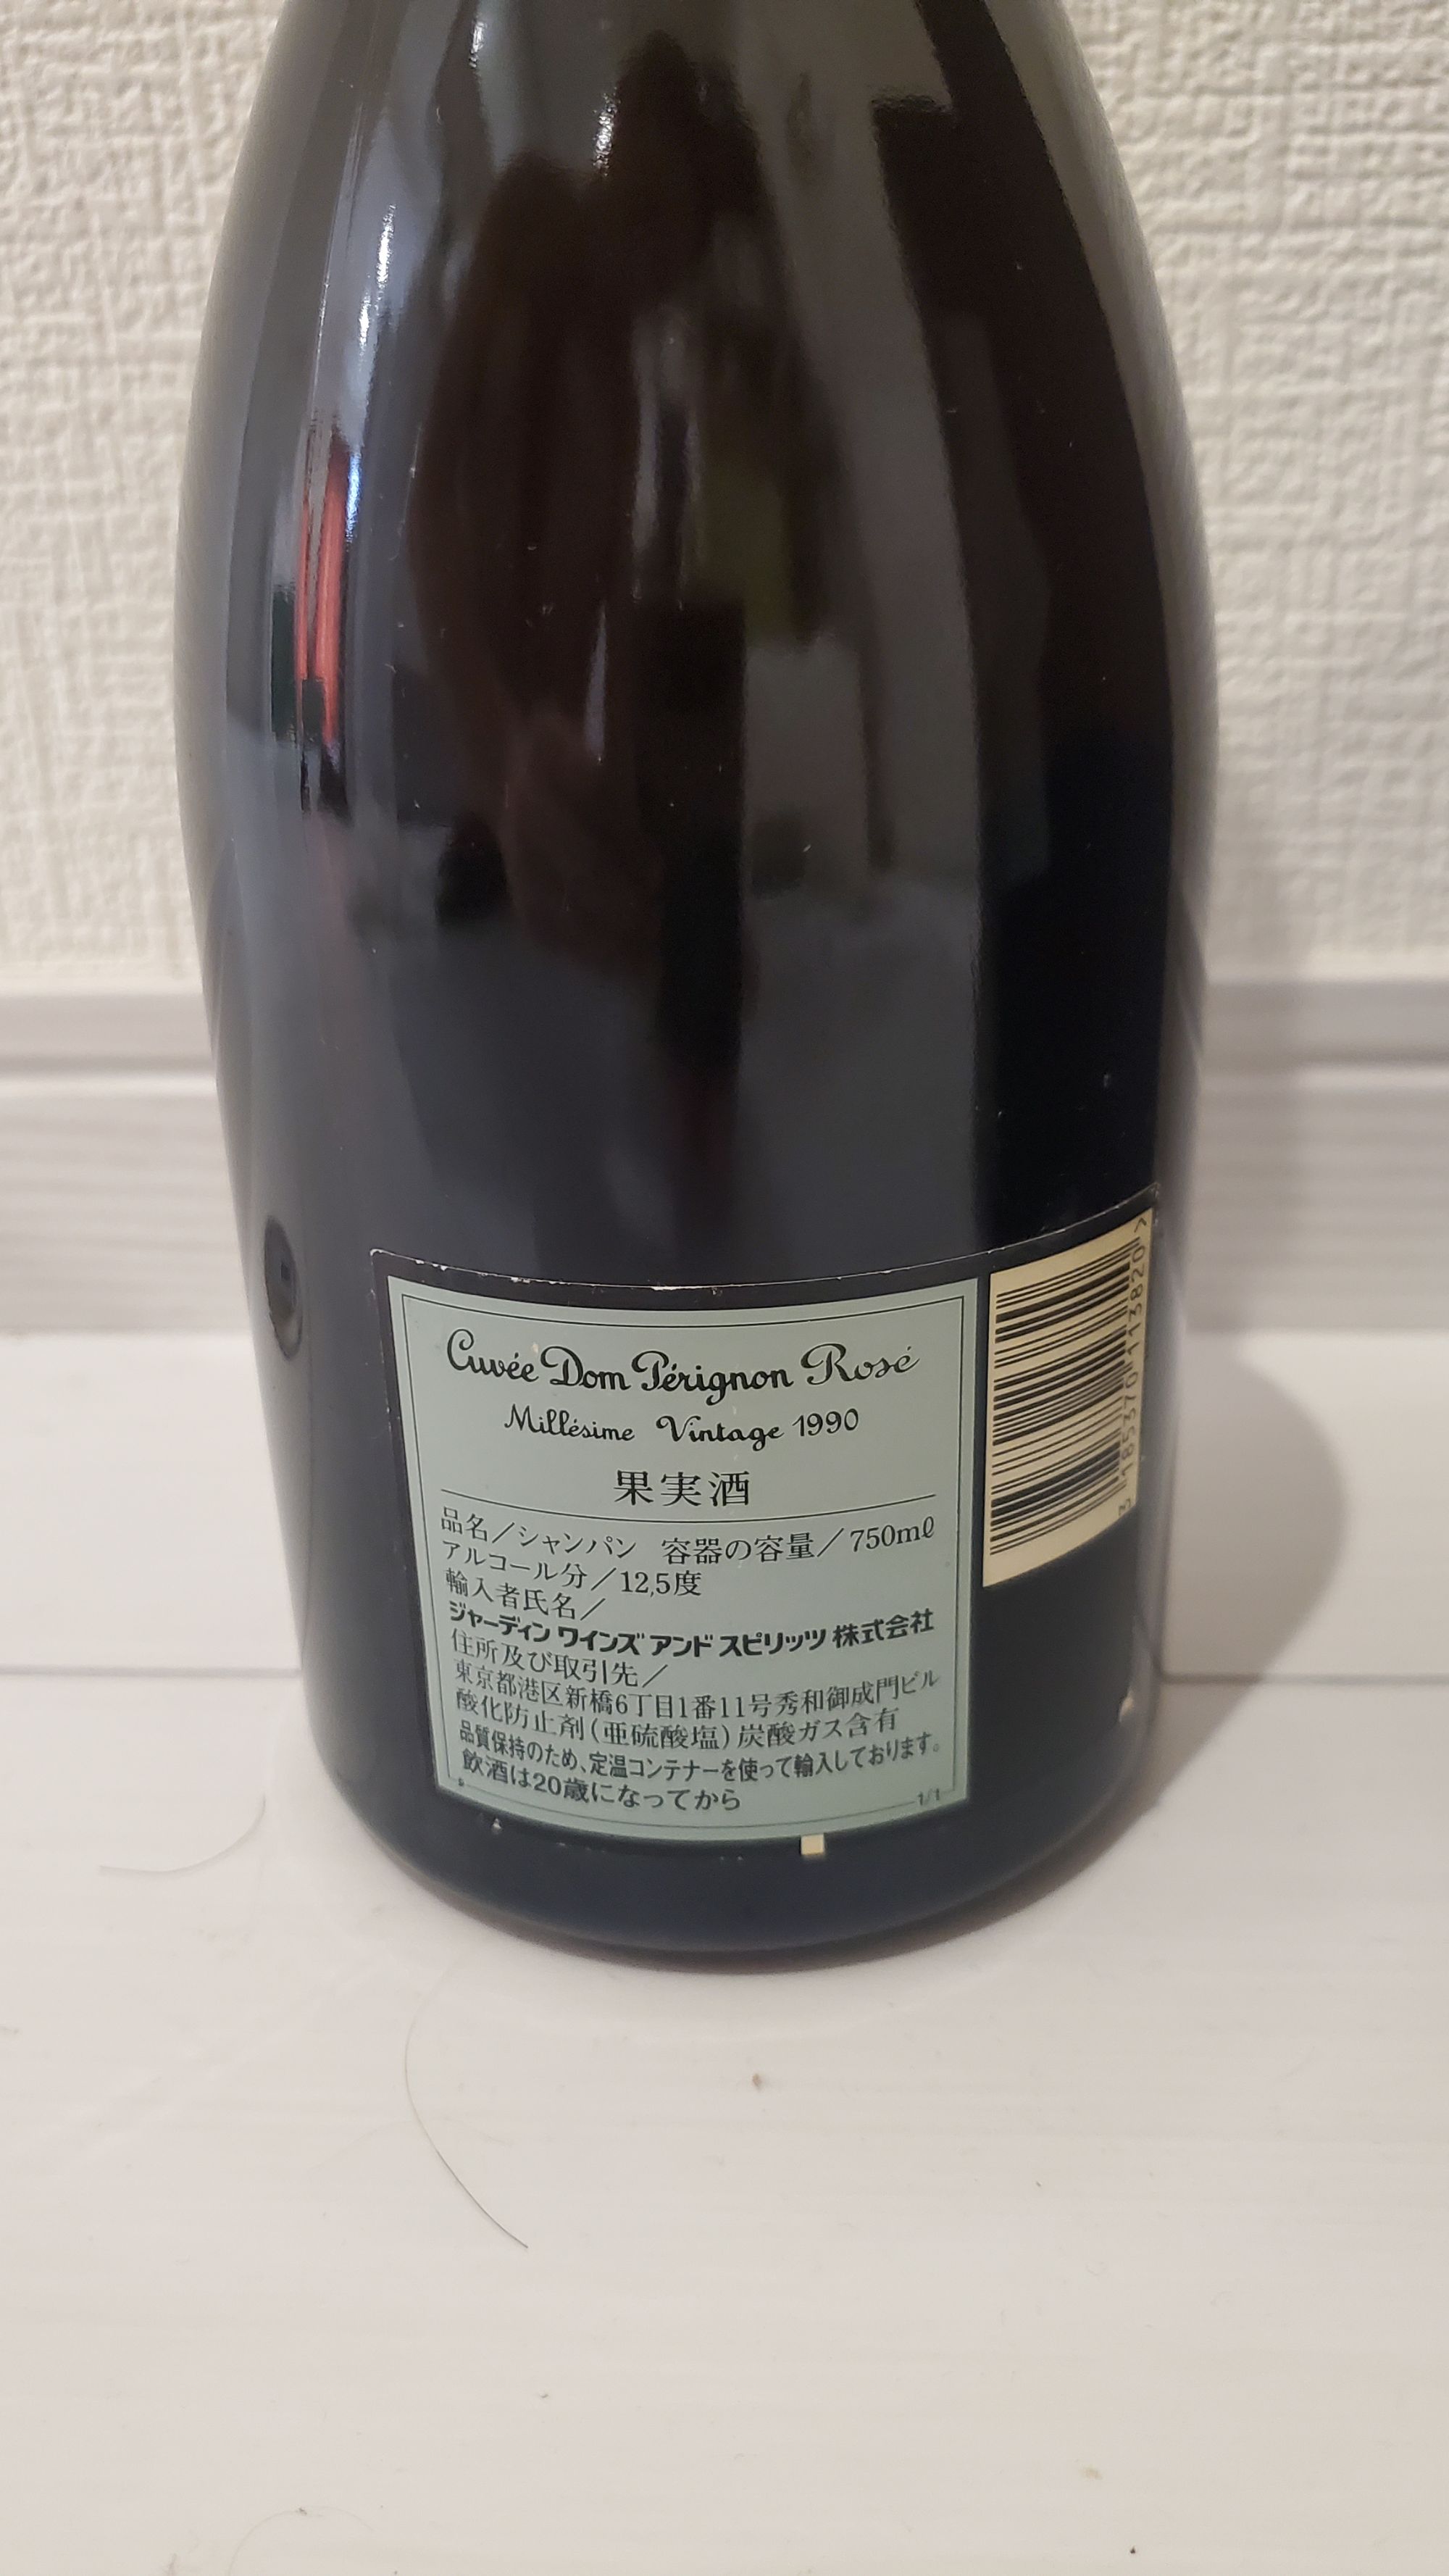 Cuvée Dom Pérignon Rosé
Millésime Vintage 1990
果実酒
品名／シャンパン 容器の容量／750mℓ
アルコール分／12,5度
輸入者氏名／
ジャーディン ワインズ アンド スピリッツ 株式会社
住所及び取引先／
東京都港区新橋6丁目1番11号秀和御成門ビル
酸化防止剤(亜硫酸塩)炭酸ガス含有
品質保持のため、定温コンテナーを使って輸入しております。
飲酒は20歳になってから
1/1
3 185370 113820 >